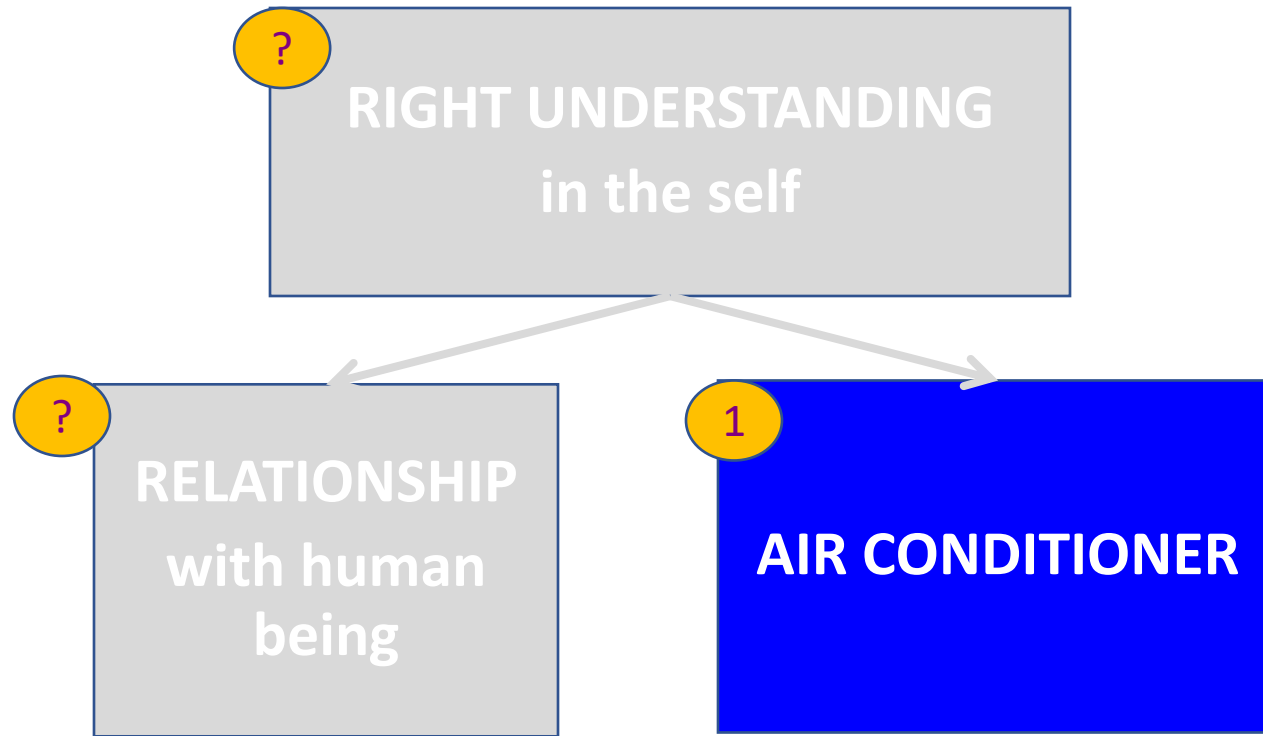 ?
RIGHT UNDERSTANDING
in the self
?
RELATIONSHIP
with human
being
1
AIR CONDITIONER